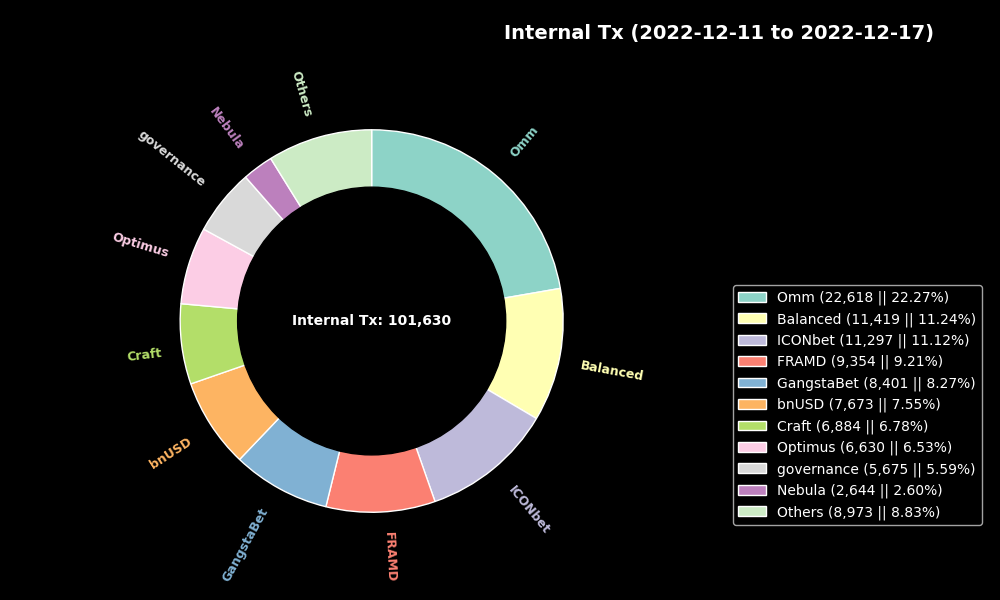 Internal Tx (2022-12-11 to 2022-12-17)
Others
Nebula
Omm
governance
Optimus
Internal Tx: 101,630
Craft
Balanced
bnUSD
ICONbet
GangstaBet
FRAMD
Omm (22,618 || 22.27%)
Balanced (11,419 || 11.24%)
ICONbet (11,297 || 11.12%)
FRAMD (9,354 || 9.21%)
GangstaBet (8,401 || 8.27%)
bnUSD (7,673 || 7.55%)
Craft (6,884 || 6.78%)
Optimus (6,630 || 6.53%)
governance (5,675 || 5.59%)
Nebula (2,644 || 2.60%)
Others (8,973 || 8.83%)